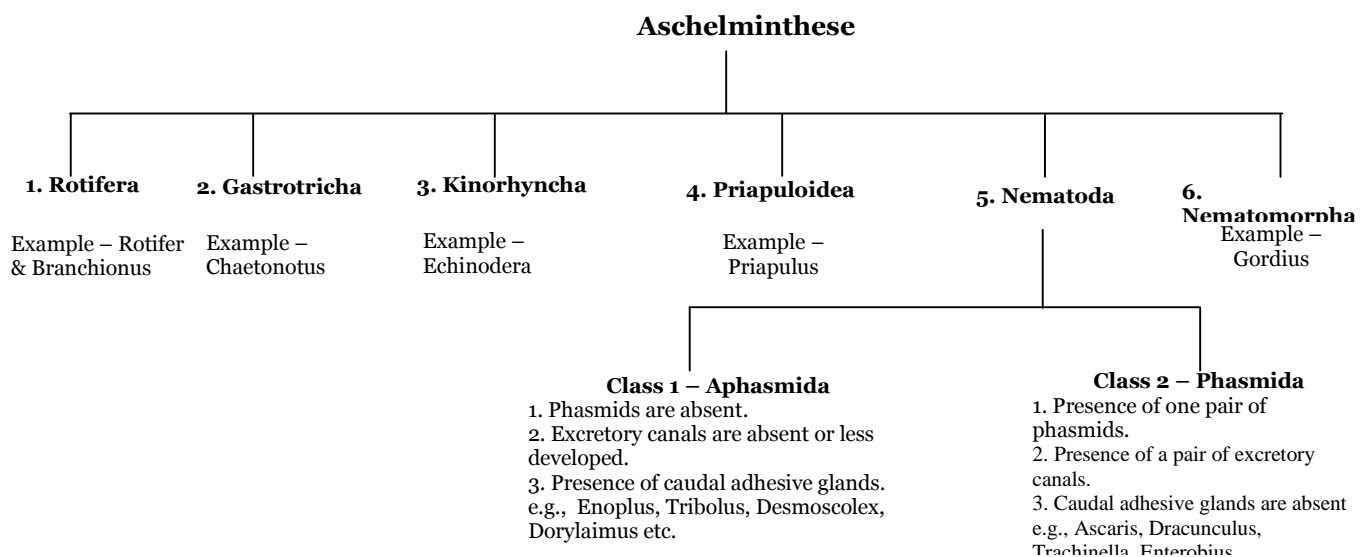 Aschelminthese
1. Rotifera
Example – Rotifer
& Branchionus
2. Gastrotricha
Example –
Chaetonotus
3. Kinorhyncha
Example –
Echinodera
4. Priapuloidea
Example –
Priapulus
5. Nematoda
6.
Nematomorpha
Example –
Gordius
Class 1 – Aphasmida
1. Phasmids are absent.
2. Excretory canals are absent or less
developed.
3. Presence of caudal adhesive glands.
e.g., Enoplus, Tribolus, Desmoscolex,
Dorylaimus etc.
Class 2 – Phasmida
1. Presence of one pair of
phasmids.
2. Presence of a pair of excretory
canals.
3. Caudal adhesive glands are absent
e.g., Ascaris, Dracunculus,
Trachinella, Enterobius